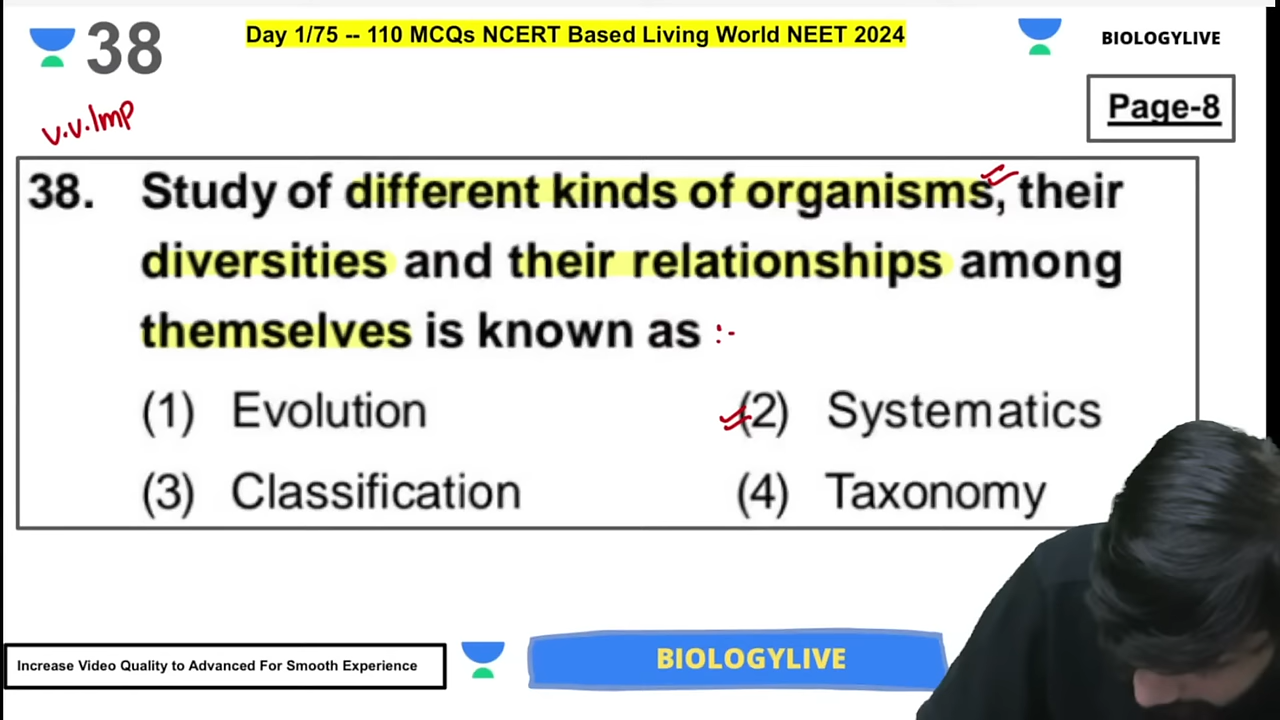 38
Day 1/75 -- 110 MCQs NCERT Based Living World NEET 2024
BIOLOGYLIVE
v.v.Imp
Page-8
38. Study of different kinds of organisms, their
diversities and their relationships among
themselves is known as :-
(1) Evolution (2) Systematics
(3) Classification (4) Taxonomy
Increase Video Quality to Advanced For Smooth Experience
BIOLOGYLIVE